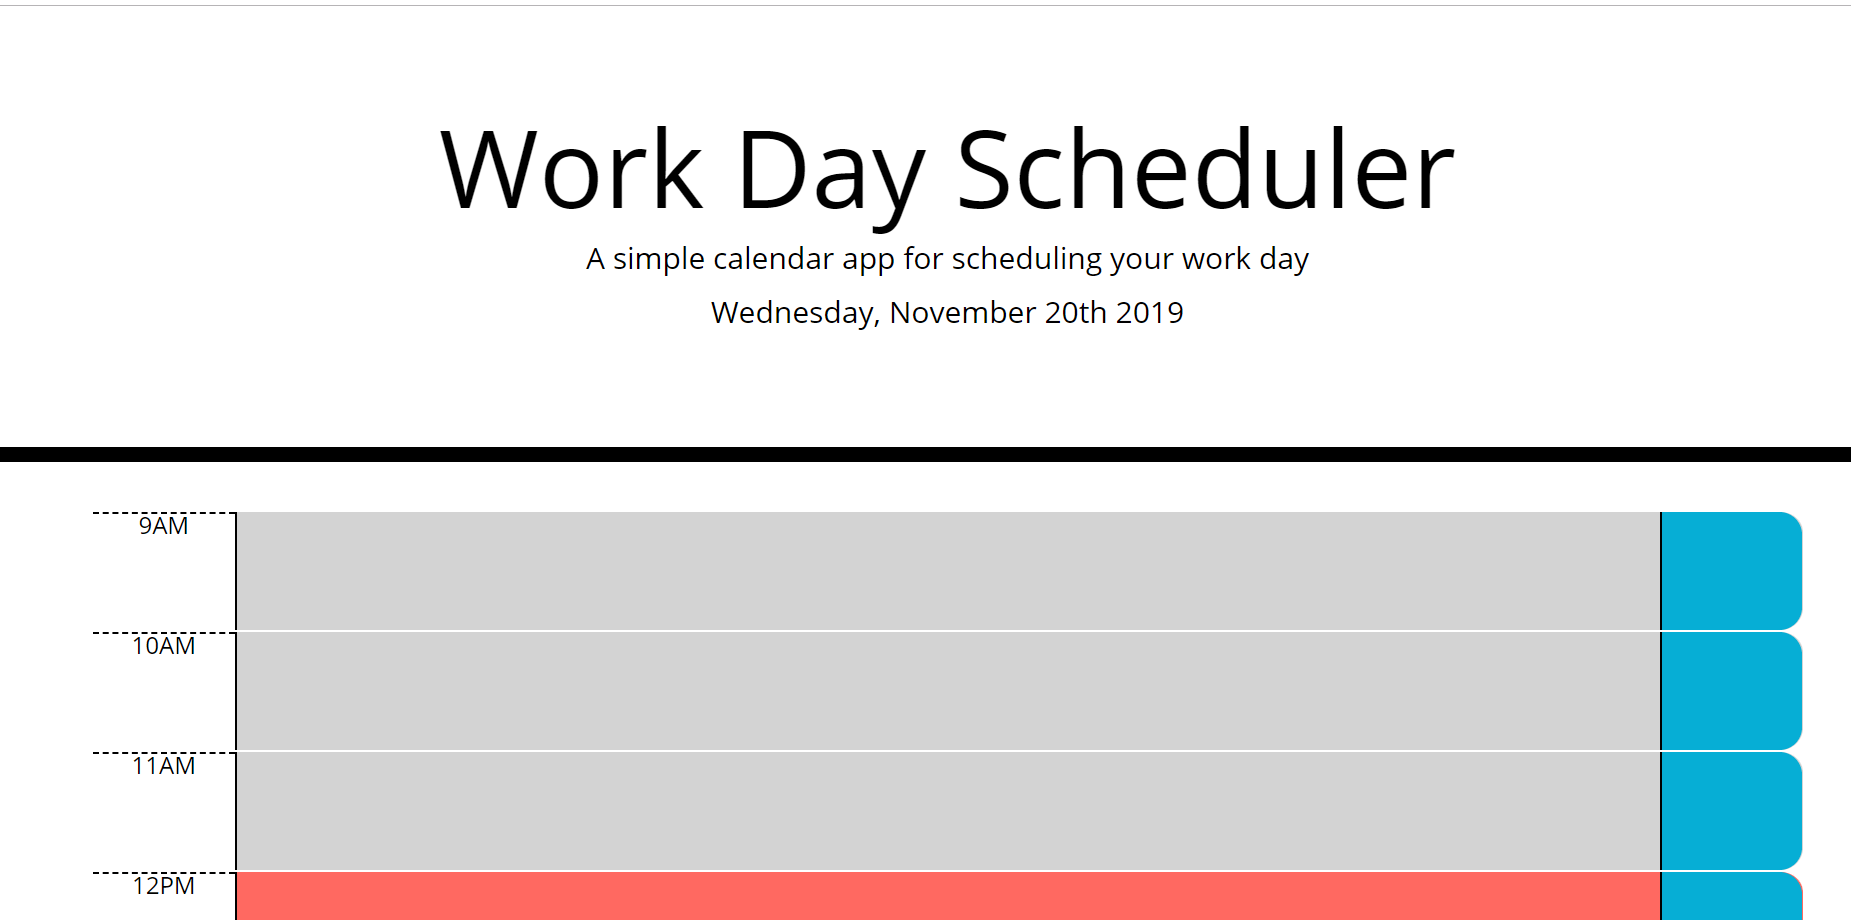 Work Day Scheduler
A simple calendar app for scheduling your work day
Wednesday, November 20th 2019
9AM
10AM
11AM
12PM